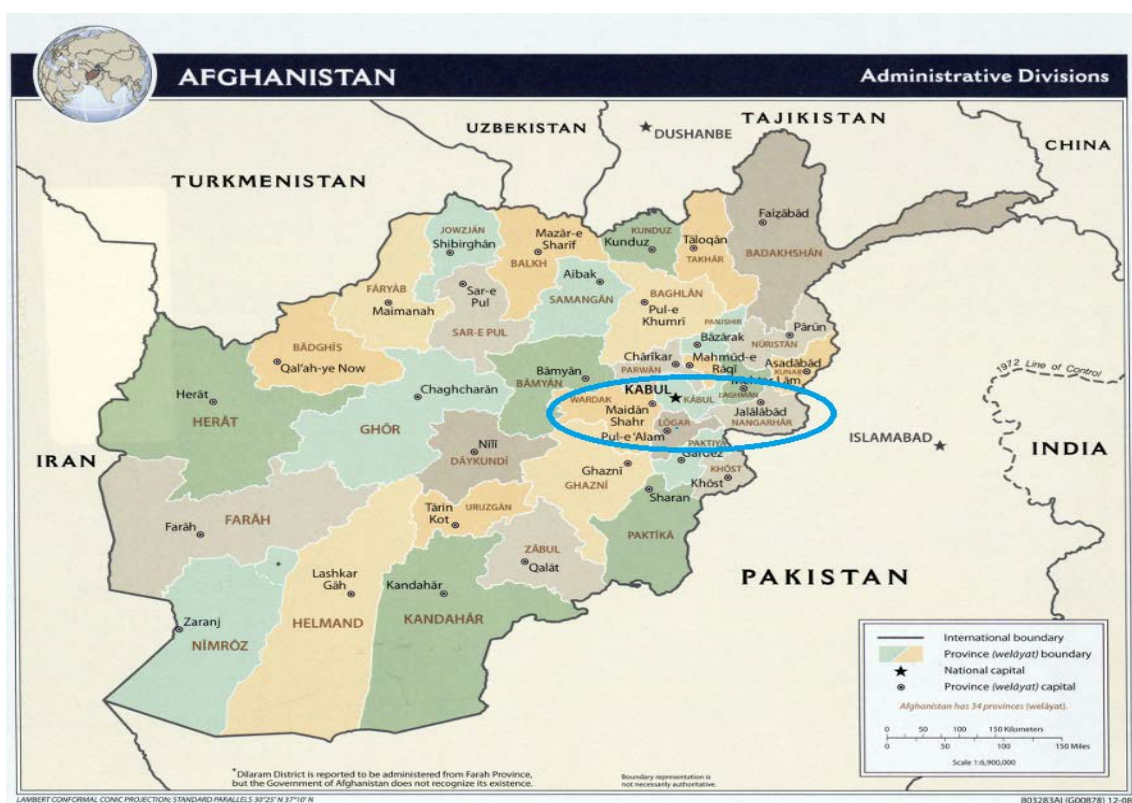 AFGHANISTAN
Administrative Divisions
UZBEKISTAN
DUSHANBE
TAJIKISTAN
CHINA
TURKMENISTAN
Faiẕābād
JOWZJĀN
Shibirghān
Mazār-e
Sharīf
BALKH
KUNDUZ
Kunduz
Tāloqān
TAKHĀR
BADAKHSHĀN
FĀRYĀB
Maimanah
Sar-e
Pul
SAR-E PUL
Aibak
SAMANGĀN
BAGHLĀN
Pul-e
Khumrī
PANJSHIR
Bāzārak
Pārūn
NŪRISTĀN
BĀDGHĪS
Qal'ah-ye Now
Chārīkar
PARWĀN
Mahmūd-e
Rāqī
Asadābād
KUNAR
1972 Line of Control
Herāt
HERĀT
Chaghcharān
GHŌR
Bāmyān
BĀMYĀN
KABUL
KĀBUL
Mehtar Lām
LAGHMĀN
WARDAK
Maidān
Shahr
Jalālābād
NANGARHĀR
LŌGAR
Pul-e 'Alam
PAKTIYĀ
Gardēz
ISLAMABAD
INDIA
IRAN
Nīlī
DĀYKUNDĪ
Ghaznī
GHAZNĪ
KHŌST
Khōst
Sharan
PAKTĪKĀ
Tarīn
Kot
URUZGĀN
Farāh
FARĀH
ZĀBUL
Qalāt
PAKISTAN
Lashkar
Gāh
HELMAND
Kandahār
KANDAHĀR
Zaranj
NĪMRŌZ
*
International boundary
Province (welāyat) boundary
National capital
Province (welāyat) capital
Afghanistan has 34 provinces (welāyat).
0 50 100 150 Kilometers
0 50 100 150 Miles
Scale 1:6,900,000
*Dilaram District is reported to be administered from Farah Province,
but the Government of Afghanistan does not recognize its existence.
Boundary representation is
not necessarily authoritative.
LAMBERT CONFORMAL CONIC PROJECTION; STANDARD PARALLELS 30°25' N 37°10' N
803283AI (G00878) 12-08